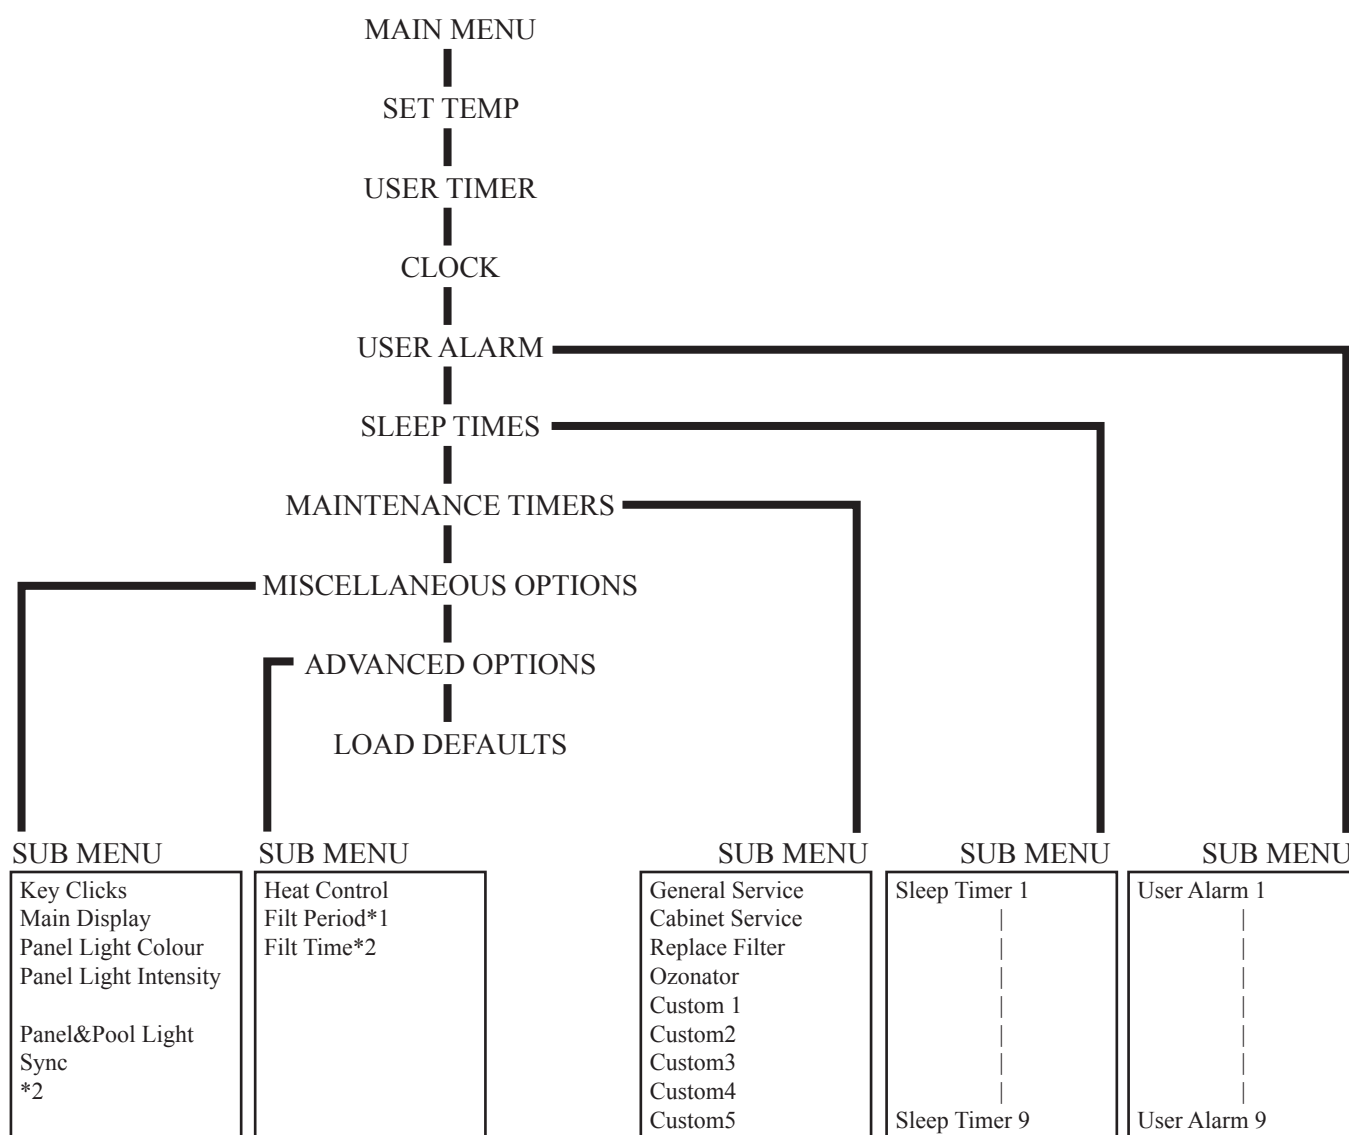 MAIN MENU
SET TEMP
USER TIMER
CLOCK
USER ALARM
SLEEP TIMES
MAINTENANCE TIMERS
MISCELLANEOUS OPTIONS
ADVANCED OPTIONS
LOAD DEFAULTS
SUB MENU
Key Clicks
Main Display
Panel Light Colour
Panel Light Intensity
Panel&Pool Light
Sync
*2
SUB MENU
Heat Control
Filt Period*1
Filt Time*2
SUB MENU
General Service
Cabinet Service
Replace Filter
Ozonator
Custom 1
Custom2
Custom3
Custom4
Custom5
SUB MENU
Sleep Timer 1
Sleep Timer 9
SUB MENU
User Alarm 1
User Alarm 9